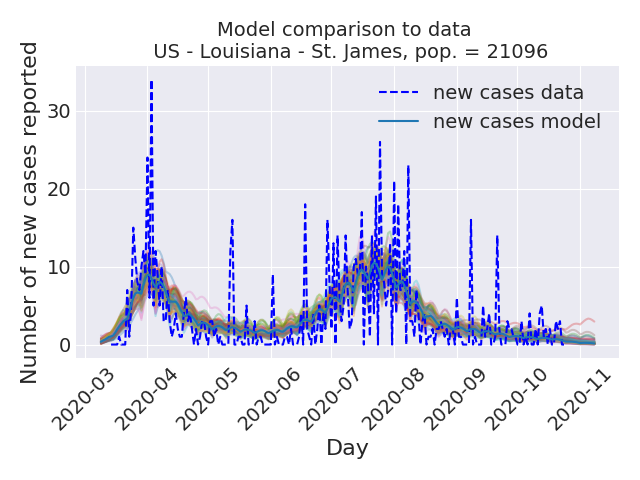 Model comparison to data
US - Louisiana - St. James, pop. = 21096
new cases data
new cases model
Number of new cases reported
30
20
10
0
2020-03
2020-04
2020-05
2020-06
2020-07
2020-08
2020-09
2020-10
2020-11
Day